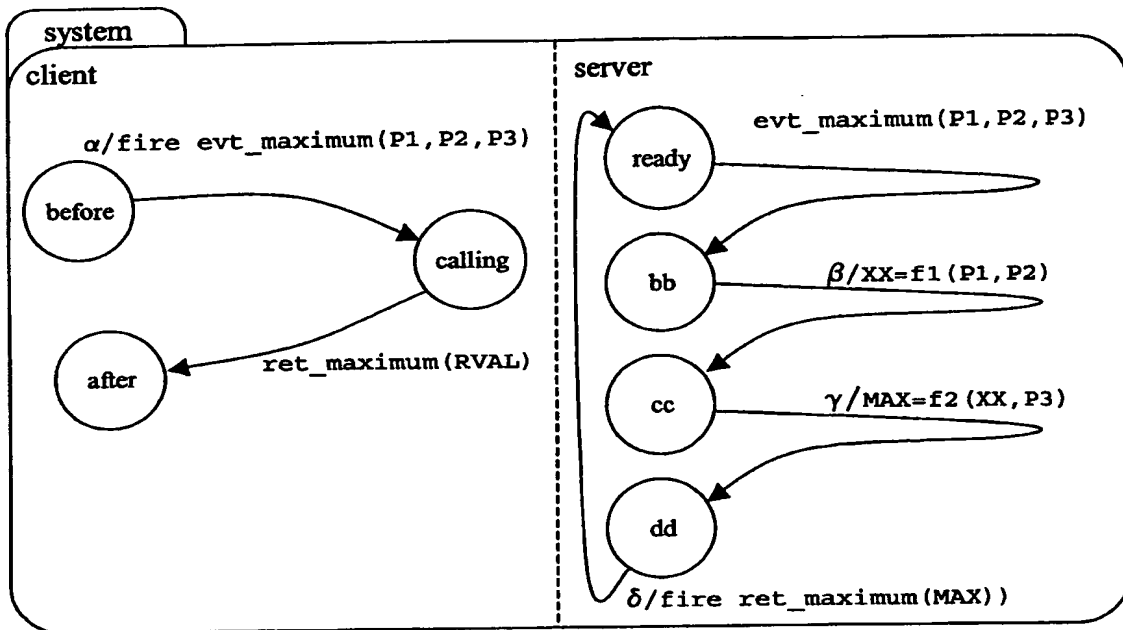 system
client
α/fire evt_maximum(P1,P2,P3)
before
calling
after
ret_maximum(RVAL)
server
evt_maximum(P1,P2,P3)
ready
bb
β/XX=f1(P1,P2)
cc
γ/MAX=f2(XX,P3)
dd
δ/fire ret_maximum(MAX))